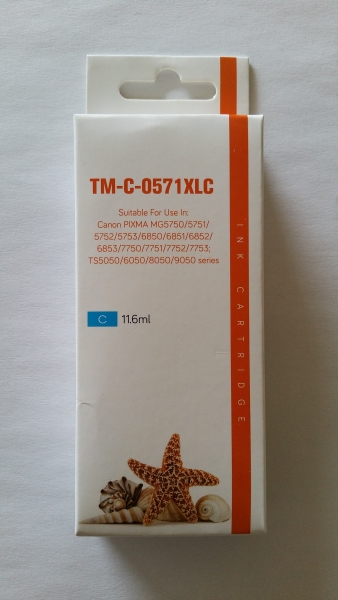 TM-C-0571XLC
Suitable For Use In:
Canon PIXMA MG5750/5751/
5752/5753/6850/6851/6852/
6853/7750/7751/7752/7753;
TS5050/6050/8050/9050 series
C 11.6ml
INK CARTRIDGE